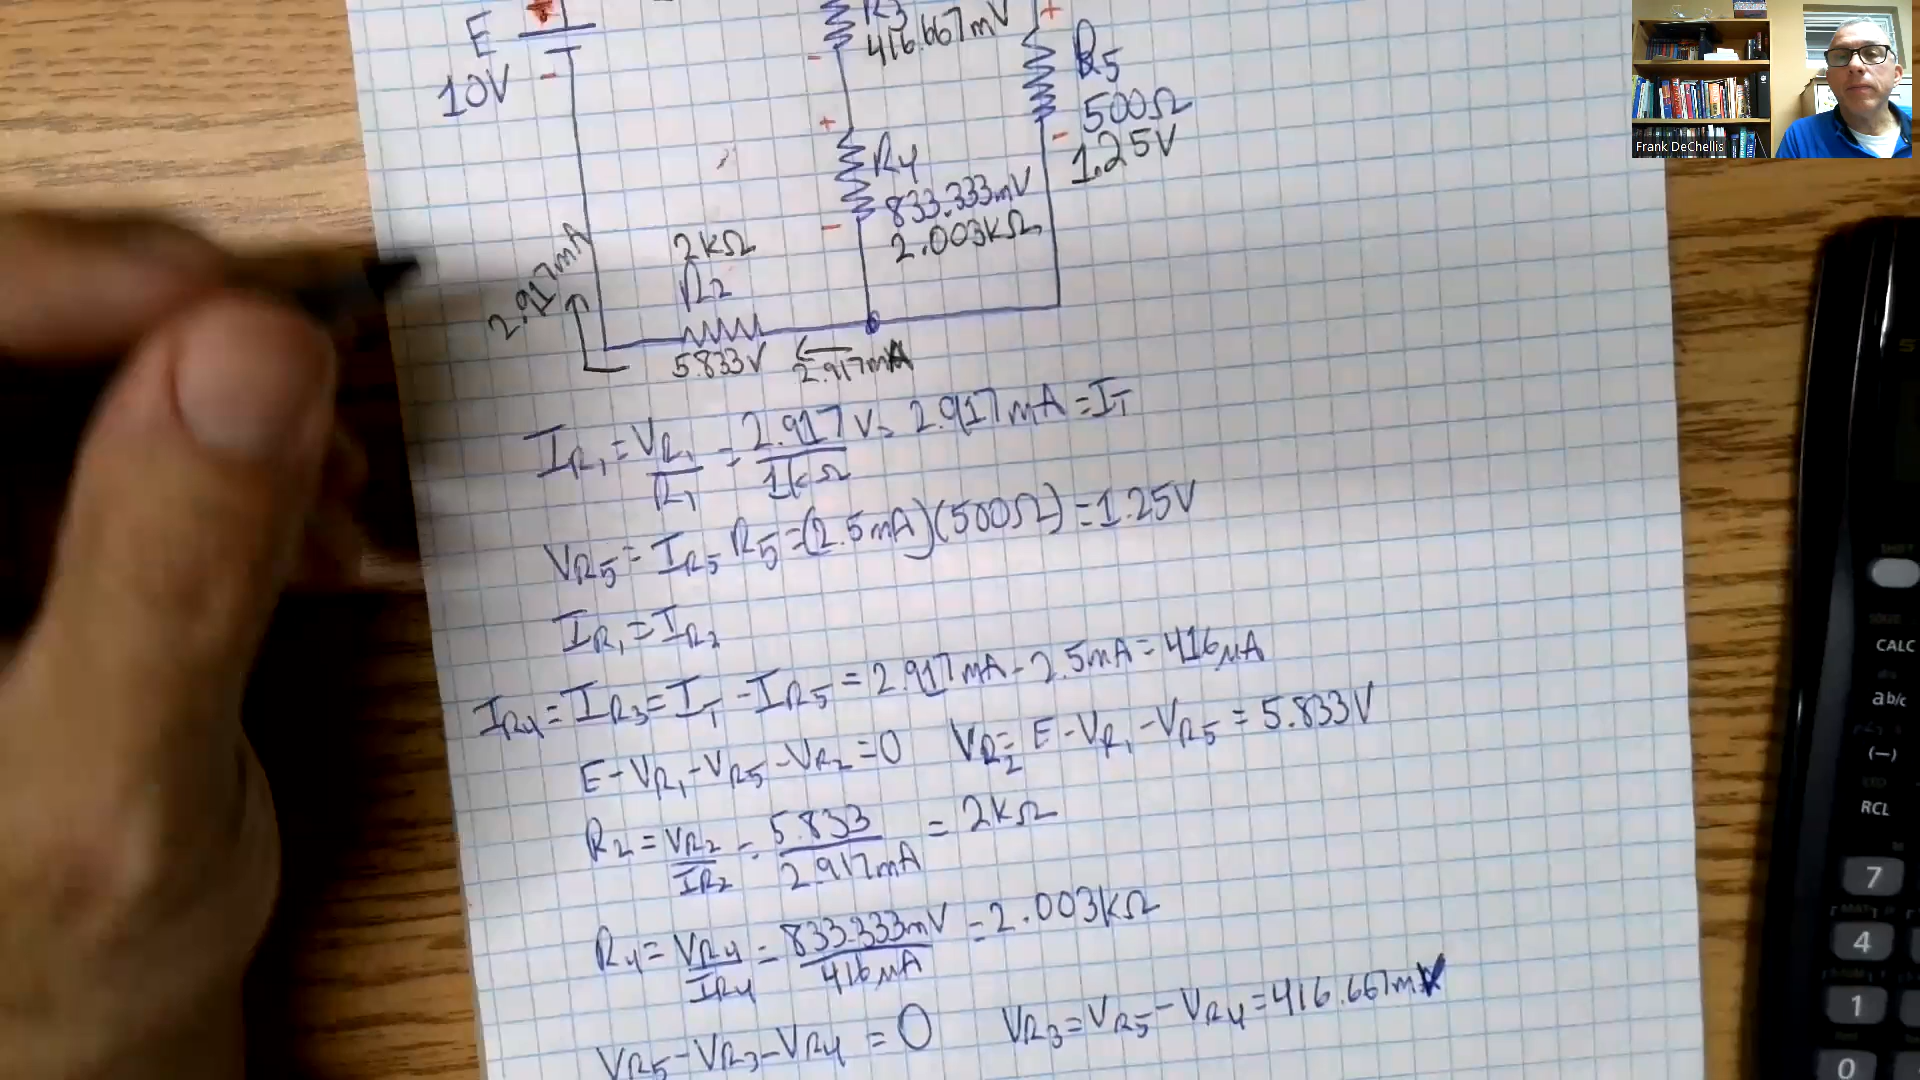 E
10V
R3
416.667mV
R5
500Ω
1.25V
R4
833.333mV
2.003kΩ
2.917mA
2kΩ
R2
5.833V
2.917mA
IR1 = VR1/R1 = 2.917V/1kΩ = 2.917mA = IT
VR5 = IR5 R5 = (2.5mA)(500Ω) = 1.25V
IR1 = IR2
IR4 = IR3 = IT - IR5 = 2.917mA - 2.5mA = 416μA
E - VR1 - VR5 - VR2 = 0 VR2 = E - VR1 - VR5 = 5.833V
R2 = VR2/IR2 = 5.833/2.917mA = 2kΩ
R4 = VR4/IR4 = 833.333mV/416μA = 2.003kΩ
VR5 - VR3 - VR4 = 0 VR3 = VR5 - VR4 = 416.667mV
Frank DeChellis
SHIFT
CALC
ab/c
(−)
RCL
7
4
1
0